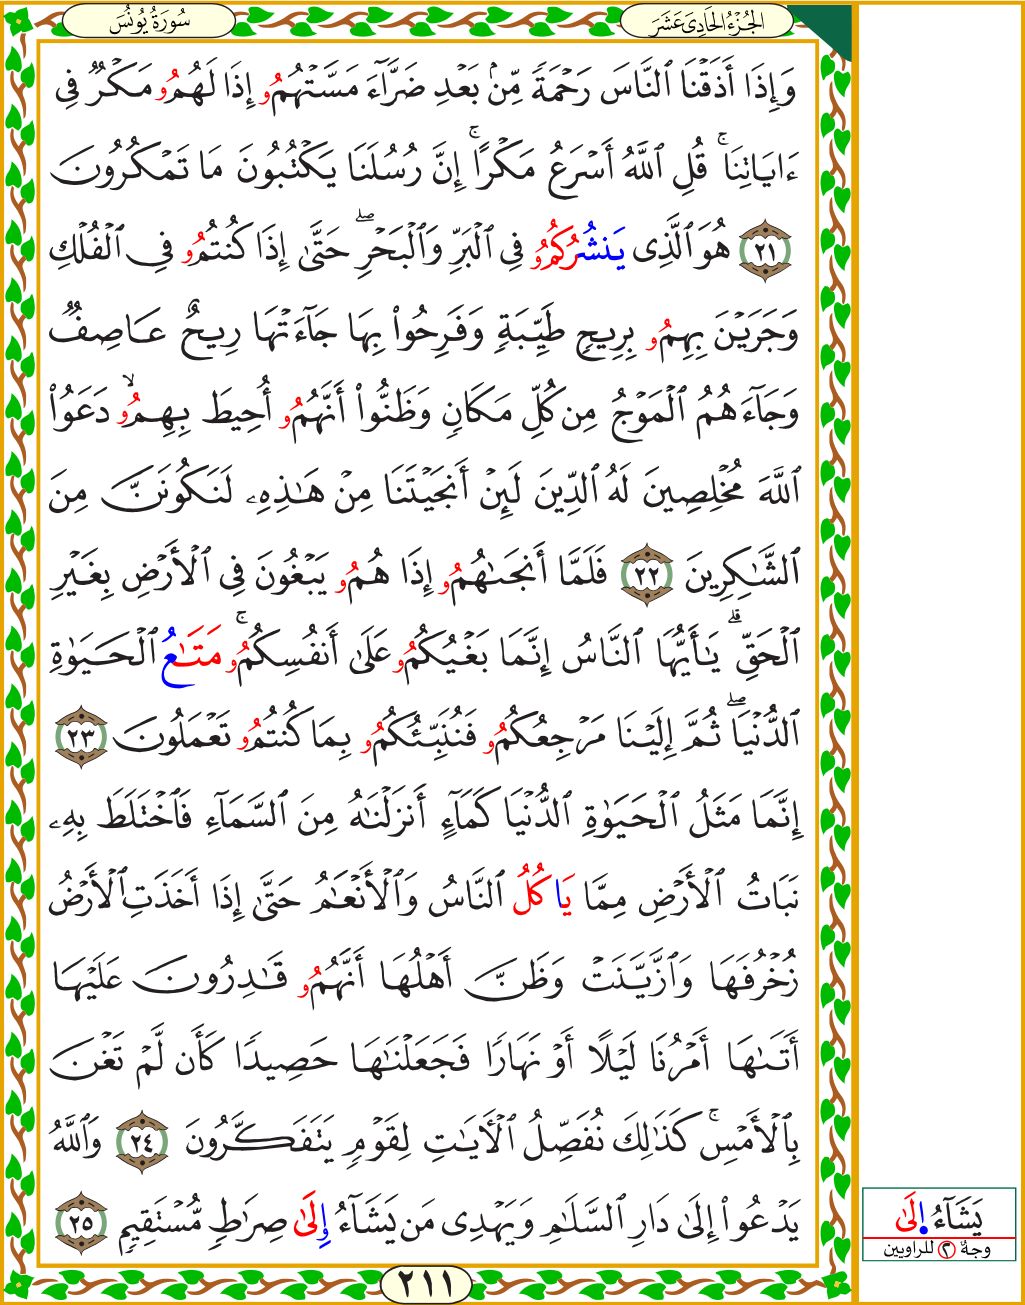 سُورَةُ يُونُسَ
الجُزْءُ الحَادِىَ عَشَرَ
وَإِذَا أَذَقْنَا ٱلنَّاسَ رَحْمَةً مِّنۢ بَعْدِ ضَرَّآءَ مَسَّتْهُمُو إِذَا لَهُمُو مَكْرٌ فِى
ءَايَاتِنَاۚ قُلِ ٱللَّهُ أَسْرَعُ مَكْرًاۚ إِنَّ رُسُلَنَا يَكْتُبُونَ مَا تَمْكُرُونَ
٢١ هُوَ ٱلَّذِى يَنشُرُكُمُو فِى ٱلْبَرِّ وَٱلْبَحْرِۖ حَتَّىٰ إِذَا كُنتُمُو فِى ٱلْفُلْكِ
وَجَرَيْنَ بِهِمُو بِرِيحٍ طَيِّبَةٍ وَفَرِحُوا۟ بِهَا جَآءَتْهَا رِيحٌ عَاصِفٌ
وَجَآءَهُمُ ٱلْمَوْجُ مِن كُلِّ مَكَانٍ وَظَنُّوٓا۟ أَنَّهُمُو أُحِيطَ بِهِمُوۙ دَعَوُا۟
ٱللَّهَ مُخْلِصِينَ لَهُ ٱلدِّينَ لَئِنْ أَنجَيْتَنَا مِنْ هَـٰذِهِۦ لَنَكُونَنَّ مِنَ
ٱلشَّـٰكِرِينَ ٢٢ فَلَمَّا أَنجَىٰهُمُو إِذَا هُمُو يَبْغُونَ فِى ٱلْأَرْضِ بِغَيْرِ
ٱلْحَقِّۗ يَـٰأَيُّهَا ٱلنَّاسُ إِنَّمَا بَغْيُكُمُو عَلَىٰ أَنفُسِكُمُوۚ مَتَـٰعُ ٱلْحَيَوٰةِ
ٱلدُّنْيَاۖ ثُمَّ إِلَيْنَا مَرْجِعُكُمُو فَنُنَبِّئُكُمُو بِمَا كُنتُمُو تَعْمَلُونَ ٢٣
إِنَّمَا مَثَلُ ٱلْحَيَوٰةِ ٱلدُّنْيَا كَمَآءٍ أَنزَلْنَـٰهُ مِنَ ٱلسَّمَآءِ فَٱخْتَلَطَ بِهِۦ
نَبَاتُ ٱلْأَرْضِ مِمَّا يَاكُلُ ٱلنَّاسُ وَٱلْأَنْعَـٰمُ حَتَّىٰ إِذَا أَخَذَتِ ٱلْأَرْضُ
زُخْرُفَهَا وَٱزَّيَّنَتْ وَظَنَّ أَهْلُهَا أَنَّهُمُو قَـٰدِرُونَ عَلَيْهَا
أَتَىٰهَا أَمْرُنَا لَيْلًا أَوْ نَهَارًا فَجَعَلْنَـٰهَا حَصِيدًا كَأَن لَّمْ تَغْنَ
بِٱلْأَمْسِۚ كَذَٰلِكَ نُفَصِّلُ ٱلْأَيَـٰتِ لِقَوْمٍ يَتَفَكَّرُونَ ٢٤ وَٱللَّهُ
يَدْعُوا۟ إِلَىٰ دَارِ ٱلسَّلَـٰمِ وَيَهْدِى مَن يَشَآءُ إِلَىٰ صِرَٰطٍ مُّسْتَقِيمٍ ٢٥
٢١١
يَشَآءُ اِلَىٰ
وجهٌ ٢ للراويين